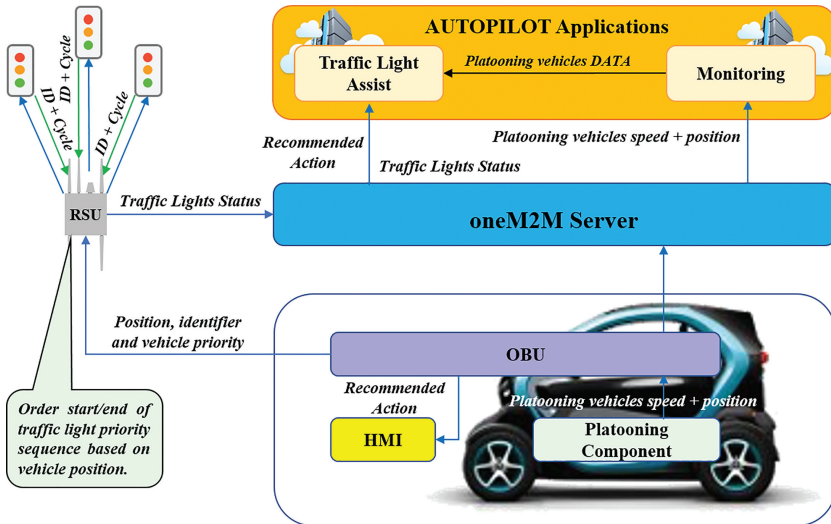 AUTOPILOT Applications
Traffic Light
Assist
Platooning vehicles DATA
Monitoring
ID + Cycle
ID + Cycle
ID + Cycle
Recommended
Action
Traffic Lights Status
Platooning vehicles speed + position
RSU
Traffic Lights Status
oneM2M Server
Position, identifier
and vehicle priority
OBU
Recommended
Action
Platooning vehicles speed + position
HMI
Platooning
Component
Order start/end of
traffic light priority
sequence based on
vehicle position.